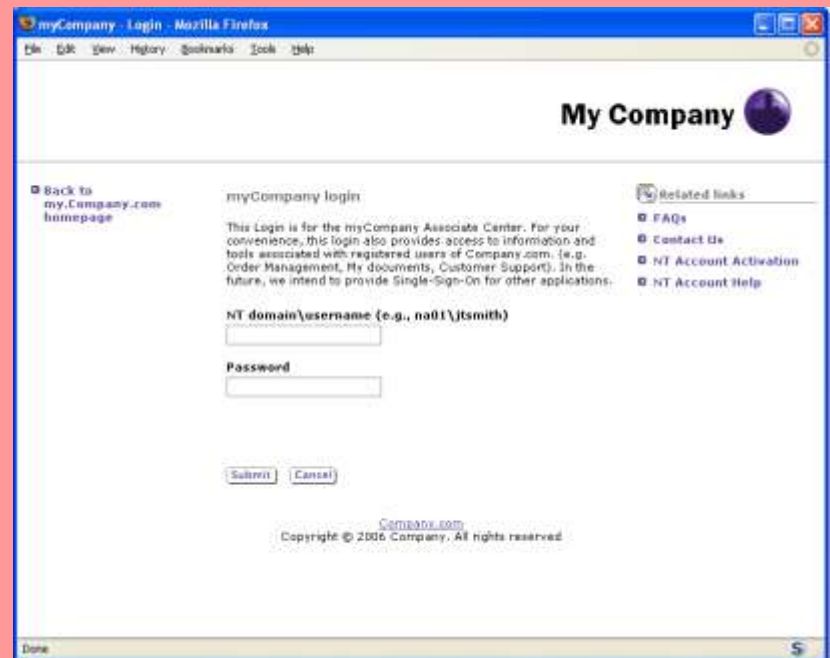 myCompany - Login - Mozilla Firefox
File Edit View History Bookmarks Tools Help
My Company
Back to
my.Company.com
homepage
myCompany login
This Login is for the myCompany Associate Center. For your
convenience, this login also provides access to information and
tools associated with registered users of Company.com. (e.g.
Order Management, My documents, Customer Support). In the
future, we intend to provide Single-Sign-On for other applications.
NT domain\username (e.g., na01\jtsmith)
Password
Submit Cancel
Related links
FAQs
Contact Us
NT Account Activation
NT Account Help
Company.com
Copyright © 2006 Company. All rights reserved
Done